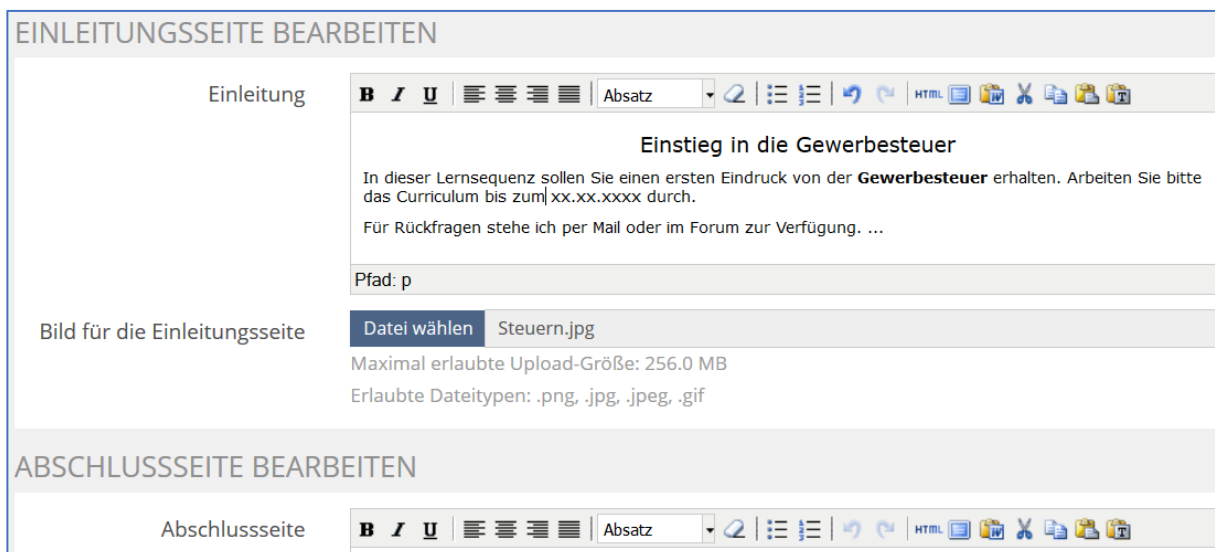 EINLEITUNGSSEITE BEARBEITEN
Einleitung
B I U Absatz HTML
Einstieg in die Gewerbesteuer
In dieser Lernsequenz sollen Sie einen ersten Eindruck von der Gewerbesteuer erhalten. Arbeiten Sie bitte
das Curriculum bis zum xx.xx.xxxx durch.
Für Rückfragen stehe ich per Mail oder im Forum zur Verfügung. ...
Pfad: p
Bild für die Einleitungsseite
Datei wählen Steuern.jpg
Maximal erlaubte Upload-Größe: 256.0 MB
Erlaubte Dateitypen: .png, .jpg, .jpeg, .gif
ABSCHLUSSSEITE BEARBEITEN
Abschlussseite
B I U Absatz HTML